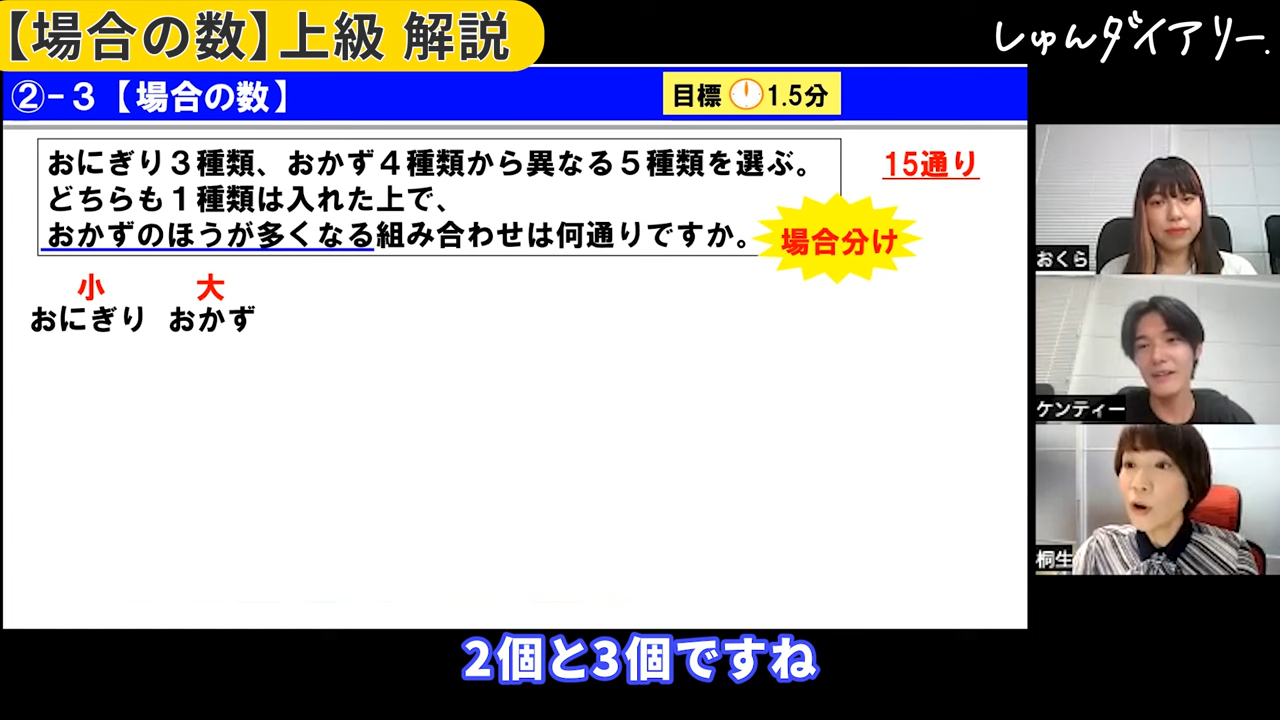 【場合の数】上級 解説
しゅんダイアリー.
②-3【場合の数】
目標 1.5分
おにぎり3種類、おかず4種類から異なる5種類を選ぶ。
どちらも1種類は入れた上で、
おかずのほうが多くなる組み合わせは何通りですか。
15通り
場合分け
小 大
おにぎり おかず
おくら
ケンティー
桐生
2個と3個ですね